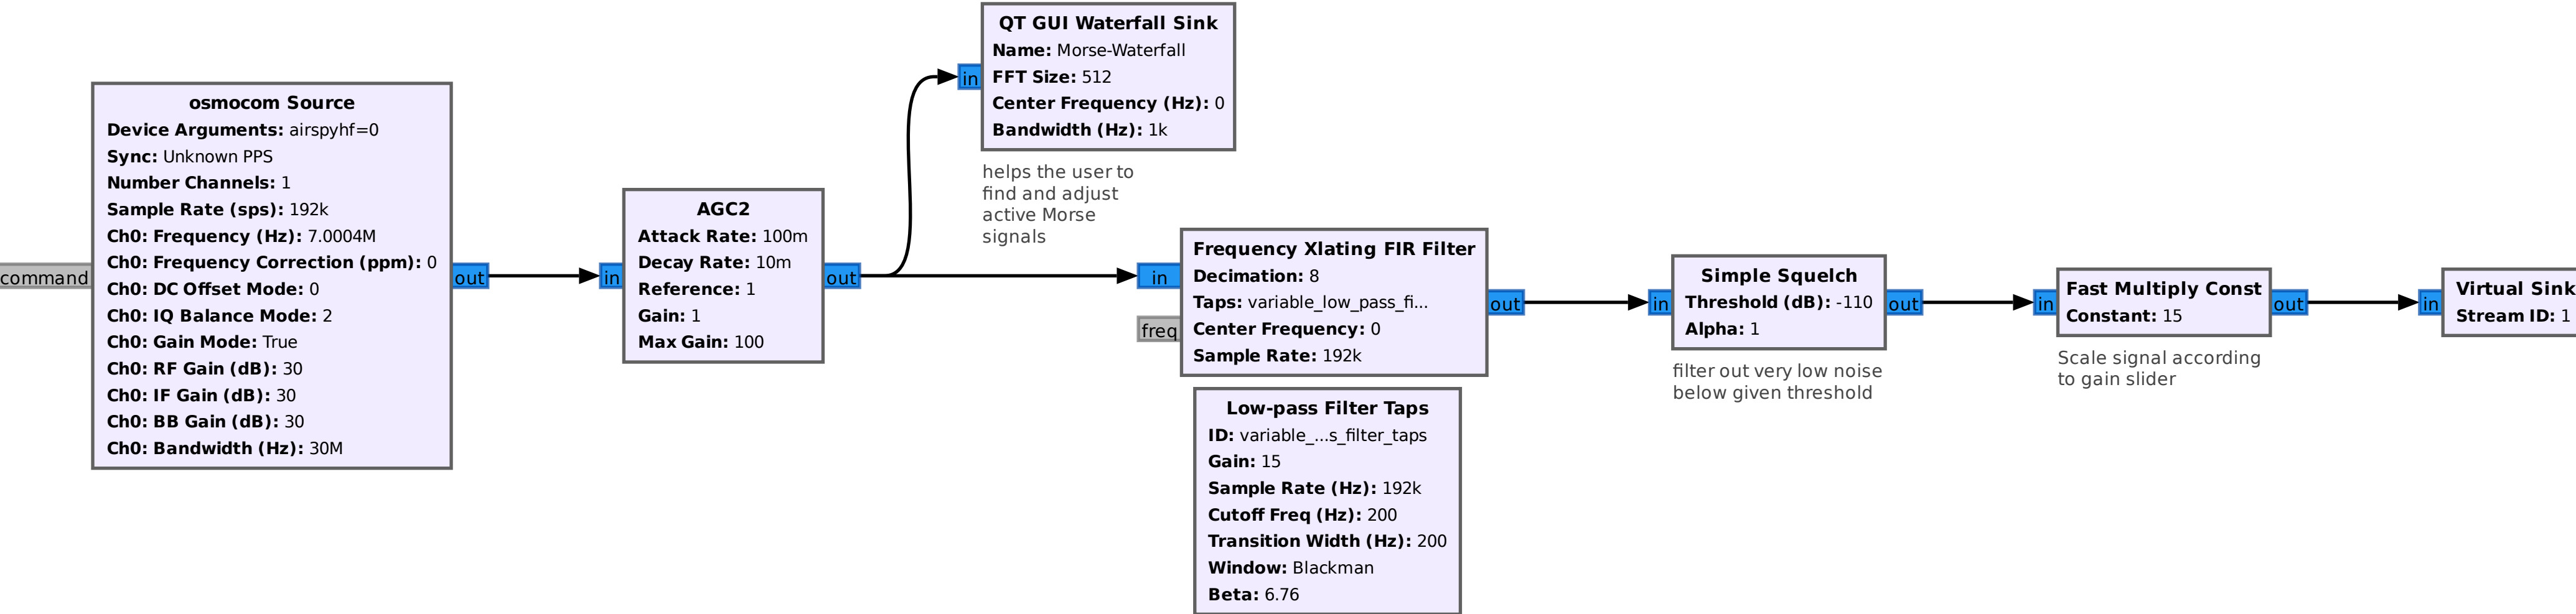 command
osmocom Source
Device Arguments: airspyhf=0
Sync: Unknown PPS
Number Channels: 1
Sample Rate (sps): 192k
Ch0: Frequency (Hz): 7.0004M
Ch0: Frequency Correction (ppm): 0
Ch0: DC Offset Mode: 0
Ch0: IQ Balance Mode: 2
Ch0: Gain Mode: True
Ch0: RF Gain (dB): 30
Ch0: IF Gain (dB): 30
Ch0: BB Gain (dB): 30
Ch0: Bandwidth (Hz): 30M
out
in
AGC2
Attack Rate: 100m
Decay Rate: 10m
Reference: 1
Gain: 1
Max Gain: 100
out
in
QT GUI Waterfall Sink
Name: Morse-Waterfall
FFT Size: 512
Center Frequency (Hz): 0
Bandwidth (Hz): 1k
helps the user to
find and adjust
active Morse
signals
in
freq
Frequency Xlating FIR Filter
Decimation: 8
Taps: variable_low_pass_fi...
Center Frequency: 0
Sample Rate: 192k
out
Low-pass Filter Taps
ID: variable_...s_filter_taps
Gain: 15
Sample Rate (Hz): 192k
Cutoff Freq (Hz): 200
Transition Width (Hz): 200
Window: Blackman
Beta: 6.76
in
Simple Squelch
Threshold (dB): -110
Alpha: 1
out
filter out very low noise
below given threshold
in
Fast Multiply Const
Constant: 15
out
Scale signal according
to gain slider
in
Virtual Sink
Stream ID: 1